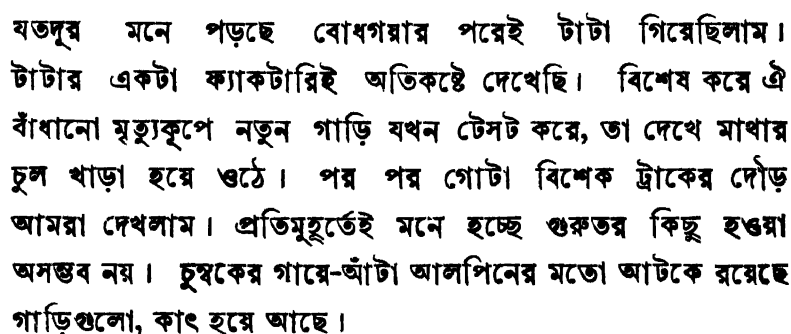 যতদূর মনে পড়ছে বোধগয়ার পরেই টাটা গিয়েছিলাম।
টাটার একটা ফ্যাকটারিই অতিকষ্টে দেখেছি। বিশেষ করে ঐ
বাঁধানো মৃত্যুকূপে নতুন গাড়ি যখন টেসট করে, তা দেখে মাথার
চুল খাড়া হয়ে ওঠে। পর পর গোটা বিশেক ট্রাকের দৌড়
আমরা দেখলাম। প্রতিমুহূর্তেই মনে হচ্ছে গুরুতর কিছু হওয়া
অসম্ভব নয়। চুম্বকের গায়ে-আঁটা আলপিনের মতো আটকে রয়েছে
গাড়িগুলো, কাৎ হয়ে আছে।